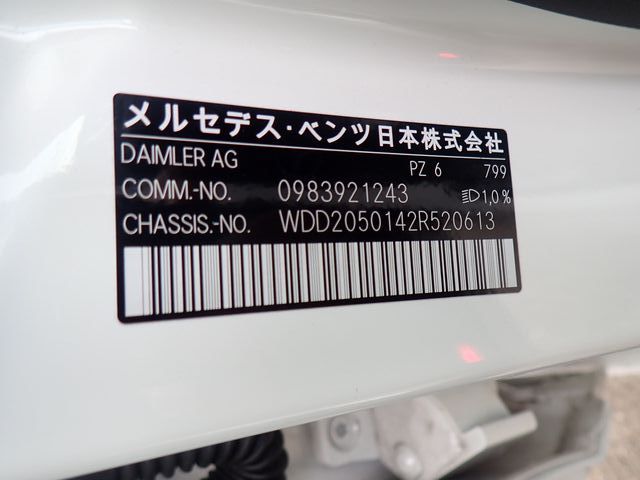 メルセデス・ベンツ日本株式会社
DAIMLER AG PZ 6 799
COMM.-NO. 0983921243 1,0%
CHASSIS.-NO. WDD2050142R520613